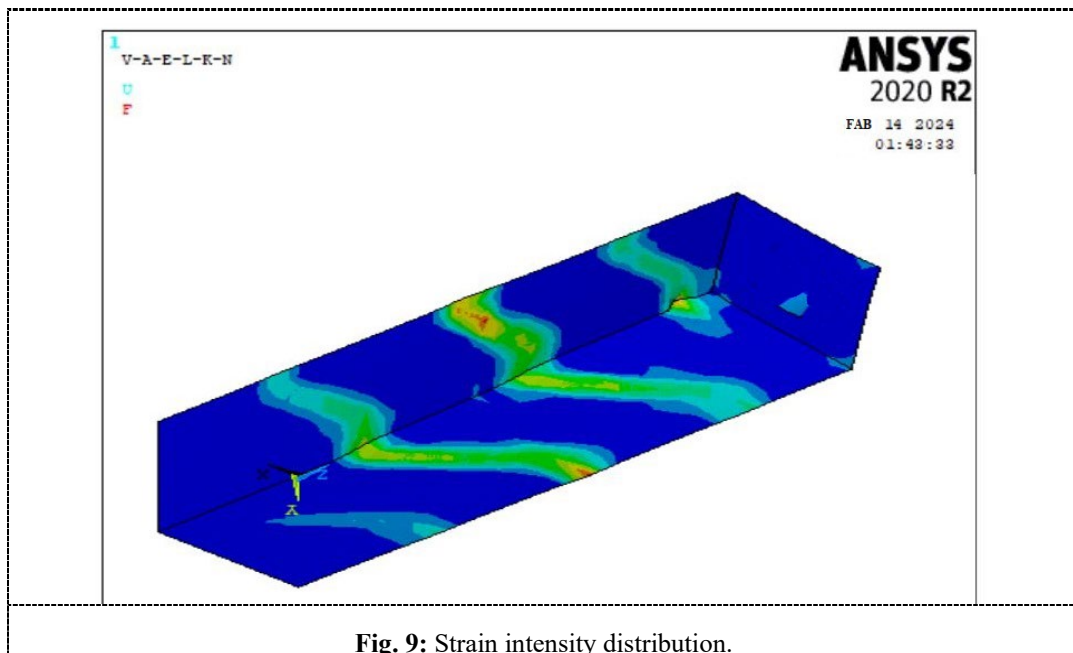 1
V-A-E-L-K-N
U
F
ANSYS
2020 R2
FAB 14 2024
01:43:33
X
Z
Fig. 9: Strain intensity distribution.